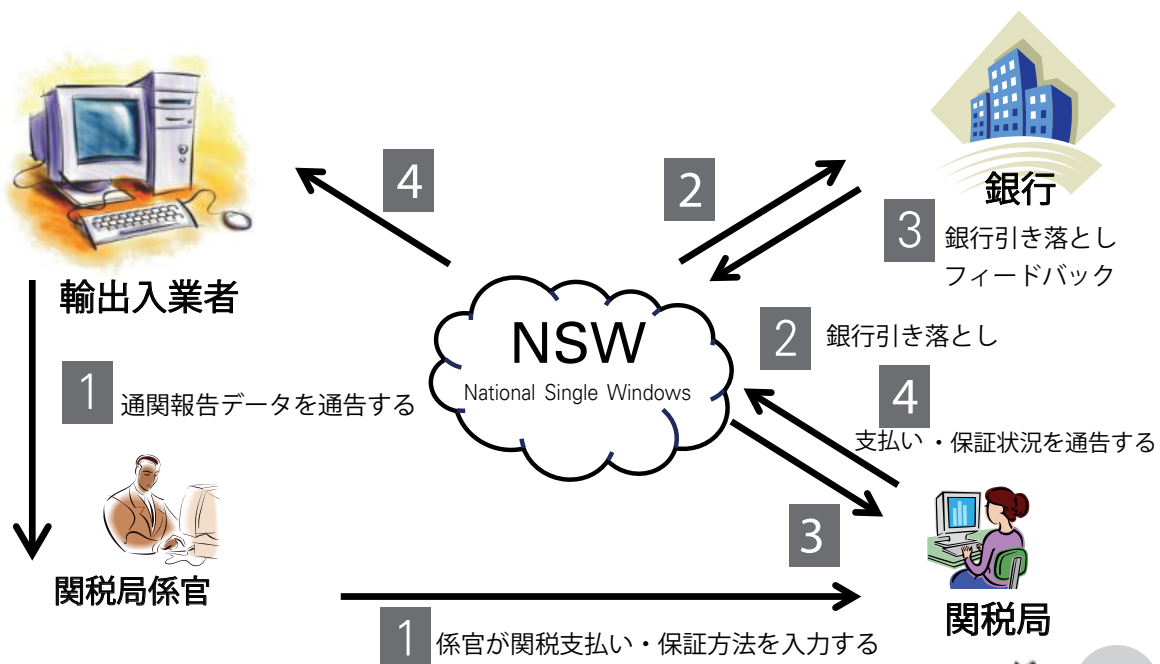 4
2
銀行
3
銀行引き落とし
フィードバック
輸出入業者
NSW
National Single Windows
2
銀行引き落とし
1
通関報告データを通告する
4
支払い・保証状況を通告する
3
関税局係官
関税局
1
係官が関税支払い・保証方法を入力する